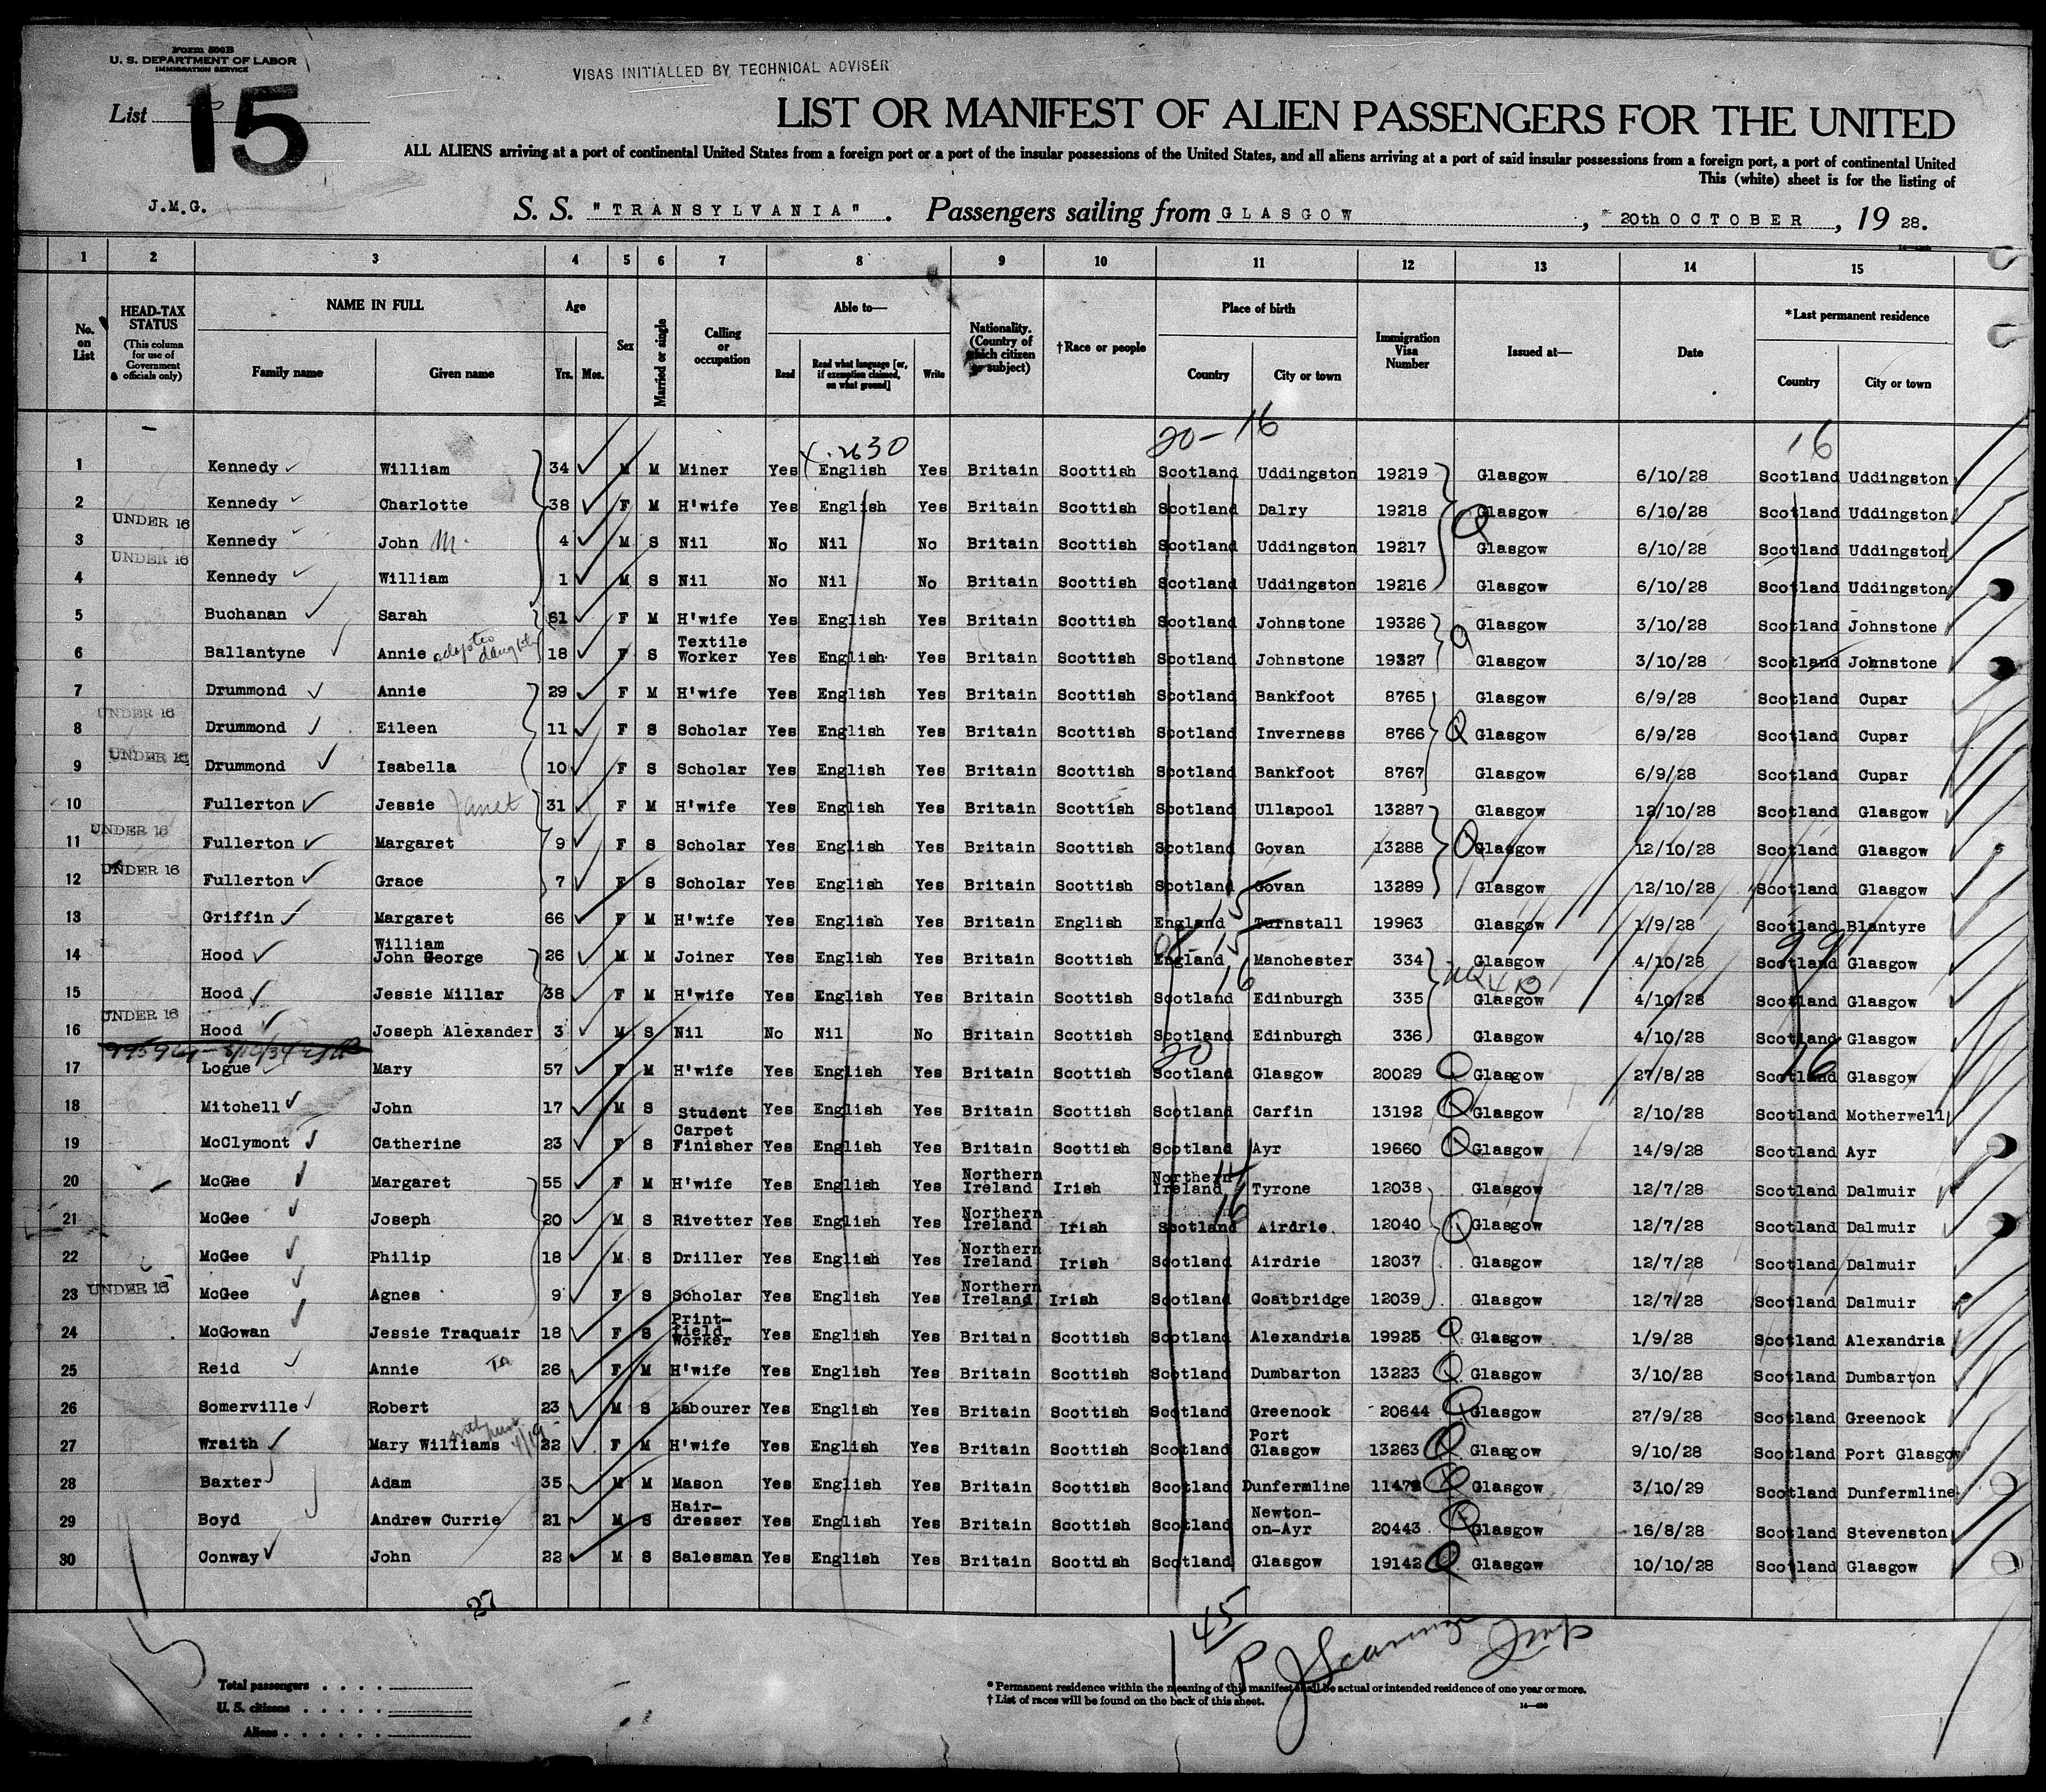 Form 500B
U. S. DEPARTMENT OF LABOR
IMMIGRATION SERVICE
VISAS INITIALLED BY TECHNICAL ADVISER
List 15
LIST OR MANIFEST OF ALIEN PASSENGERS FOR THE UNITED
ALL ALIENS arriving at a port of continental United States from a foreign port or a port of the insular possessions of the United States, and all aliens arriving at a port of said insular possessions from a foreign port, a port of continental United
This (white) sheet is for the listing of
J.M.G.
S. S. "TRANSYLVANIA". Passengers sailing from GLASGOW, 20th OCTOBER, 19 28.
1 2 3 4 5 6 7 8 9 10 11 12 13 14 15
No. on List
HEAD-TAX STATUS (This column for use of Government officials only)
NAME IN FULL
Family name Given name
Age
Yrs. Mos.
Sex
Married or single
Calling or occupation
Able to—
Read Read what language [or, if exemption claimed, on what ground] Write
Nationality. (Country of which citizen or subject)
†Race or people
Place of birth
Country City or town
Immigration Visa Number
Issued at—
Date
*Last permanent residence
Country City or town
20-16
16
30
1 Kennedy William 34 M M Miner Yes English Yes Britain Scottish Scotland Uddingston 19219 Glasgow 6/10/28 Scotland Uddingston
2 Kennedy Charlotte 38 F M H'wife Yes English Yes Britain Scottish Scotland Dalry 19218 Glasgow 6/10/28 Scotland Uddingston
UNDER 16
3 Kennedy John M. 4 M S Nil No Nil No Britain Scottish Scotland Uddingston 19217 Glasgow 6/10/28 Scotland Uddingston
UNDER 16
4 Kennedy William 1 M S Nil No Nil No Britain Scottish Scotland Uddingston 19216 Glasgow 6/10/28 Scotland Uddingston
5 Buchanan Sarah 61 F M H'wife Yes English Yes Britain Scottish Scotland Johnstone 19326 Glasgow 3/10/28 Scotland Johnstone
6 Ballantyne Annie adopted daughter 18 F S Textile Worker Yes English Yes Britain Scottish Scotland Johnstone 19327 Glasgow 3/10/28 Scotland Johnstone
7 Drummond Annie 29 F M H'wife Yes English Yes Britain Scottish Scotland Bankfoot 8765 Glasgow 6/9/28 Scotland Cupar
UNDER 16
8 Drummond Eileen 11 F S Scholar Yes English Yes Britain Scottish Scotland Inverness 8766 Glasgow 6/9/28 Scotland Cupar
UNDER 16
9 Drummond Isabella 10 F S Scholar Yes English Yes Britain Scottish Scotland Bankfoot 8767 Glasgow 6/9/28 Scotland Cupar
10 Fullerton Jessie Janet 31 F M H'wife Yes English Yes Britain Scottish Scotland Ullapool 13287 Glasgow 12/10/28 Scotland Glasgow
UNDER 16
11 Fullerton Margaret 9 F S Scholar Yes English Yes Britain Scottish Scotland Govan 13288 Glasgow 12/10/28 Scotland Glasgow
UNDER 16
12 Fullerton Grace 7 F S Scholar Yes English Yes Britain Scottish Scotland Govan 13289 Glasgow 12/10/28 Scotland Glasgow
15
13 Griffin Margaret 66 F M H'wife Yes English Yes Britain English England Turnstall 19963 Glasgow 1/9/28 Scotland Blantyre
14 Hood William John George 26 M M Joiner Yes English Yes Britain Scottish England Manchester 334 Glasgow 4/10/28 Scotland Glasgow
15 Hood Jessie Millar 38 F M H'wife Yes English Yes Britain Scottish Scotland Edinburgh 335 Glasgow 4/10/28 Scotland Glasgow
UNDER 16
16 Hood Joseph Alexander 3 M S Nil No Nil No Britain Scottish Scotland Edinburgh 336 Glasgow 4/10/28 Scotland Glasgow
20
16
17 Logue Mary 57 F M H'wife Yes English Yes Britain Scottish Scotland Glasgow 20029 Glasgow 27/8/28 Scotland Glasgow
18 Mitchell John 17 M S Student Yes English Yes Britain Scottish Scotland Carfin 13192 Glasgow 2/10/28 Scotland Motherwell
19 McClymont Catherine 23 F S Carpet Finisher Yes English Yes Britain Scottish Scotland Ayr 19660 Glasgow 14/9/28 Scotland Ayr
20 McGee Margaret 55 F M H'wife Yes English Yes Northern Ireland Irish Northern Ireland Tyrone 12038 Glasgow 12/7/28 Scotland Dalmuir
21 McGee Joseph 20 M S Rivetter Yes English Yes Northern Ireland Irish Scotland Airdrie 12040 Glasgow 12/7/28 Scotland Dalmuir
22 McGee Philip 18 M S Driller Yes English Yes Northern Ireland Irish Scotland Airdrie 12037 Glasgow 12/7/28 Scotland Dalmuir
UNDER 16
23 McGee Agnes 9 F S Scholar Yes English Yes Northern Ireland Irish Scotland Coatbridge 12039 Glasgow 12/7/28 Scotland Dalmuir
24 McGowan Jessie Traquair 18 F S Print-field Worker Yes English Yes Britain Scottish Scotland Alexandria 19925 Glasgow 1/9/28 Scotland Alexandria
25 Reid Annie 26 F M H'wife Yes English Yes Britain Scottish Scotland Dumbarton 13223 Glasgow 3/10/28 Scotland Dumbarton
26 Somerville Robert 23 M S Labourer Yes English Yes Britain Scottish Scotland Greenock 20644 Glasgow 27/9/28 Scotland Greenock
27 Wraith Mary Williams 22 F M H'wife Yes English Yes Britain Scottish Scotland Port Glasgow 13263 Glasgow 9/10/28 Scotland Port Glasgow
28 Baxter Adam 35 M M Mason Yes English Yes Britain Scottish Scotland Dunfermline 11472 Glasgow 3/10/29 Scotland Dunfermline
29 Boyd Andrew Currie 21 M S Hair-dresser Yes English Yes Britain Scottish Scotland Newton-on-Ayr 20443 Glasgow 16/8/28 Scotland Stevenston
30 Conway John 22 M S Salesman Yes English Yes Britain Scottish Scotland Glasgow 19142 Glasgow 10/10/28 Scotland Glasgow
27
45
Total passengers
U. S. citizens
Aliens
* Permanent residence within the meaning of this manifest shall be actual or intended residence of one year or more.
† List of races will be found on the back of this sheet.